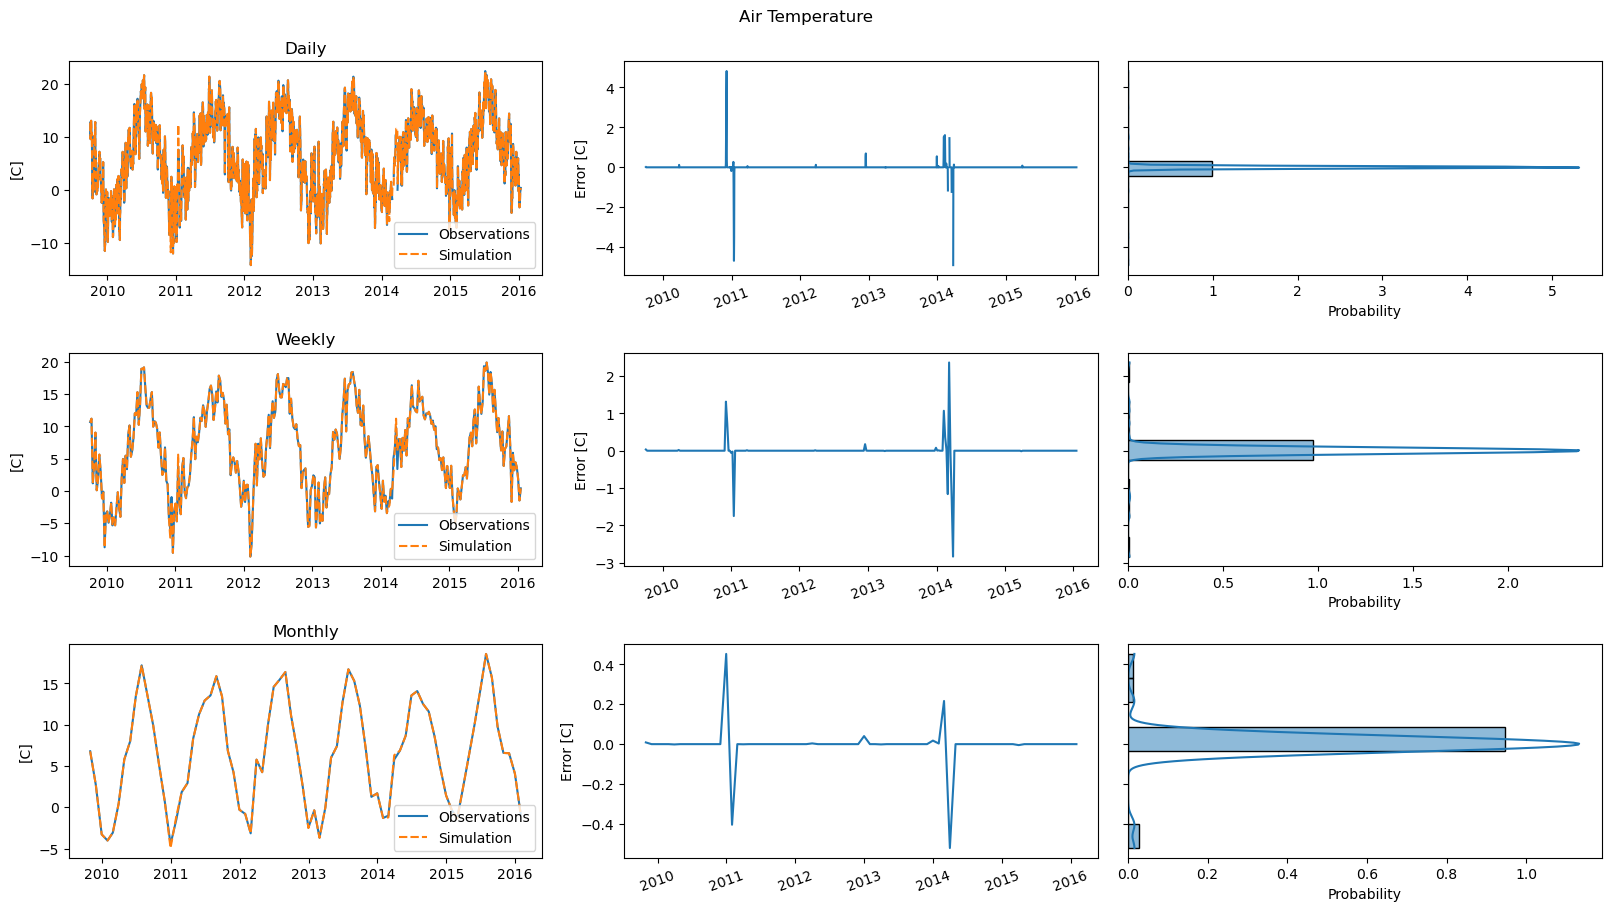 Air Temperature
Daily
[C]
20
10
0
−10
2010 2011 2012 2013 2014 2015 2016
Observations
Simulation
Error [C]
4
2
0
−2
−4
2010 2011 2012 2013 2014 2015 2016
0 1 2 3 4 5
Probability
Weekly
[C]
20
15
10
5
0
−5
−10
2010 2011 2012 2013 2014 2015 2016
Observations
Simulation
Error [C]
2
1
0
−1
−2
−3
2010 2011 2012 2013 2014 2015 2016
0.0 0.5 1.0 1.5 2.0
Probability
Monthly
[C]
15
10
5
0
−5
2010 2011 2012 2013 2014 2015 2016
Observations
Simulation
Error [C]
0.4
0.2
0.0
−0.2
−0.4
2010 2011 2012 2013 2014 2015 2016
0.0 0.2 0.4 0.6 0.8 1.0
Probability